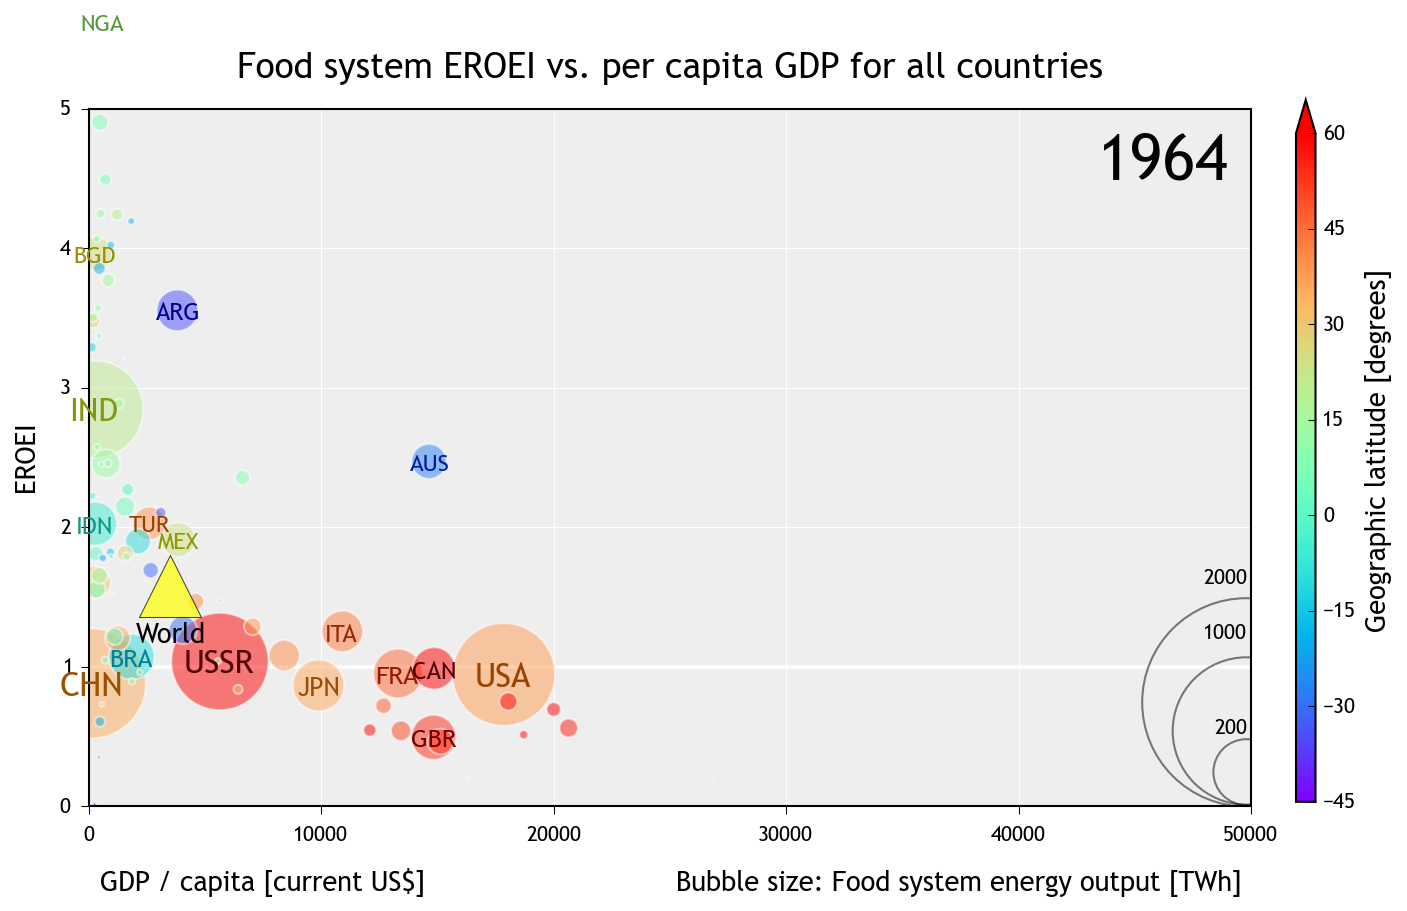 NGA
Food system EROEI vs. per capita GDP for all countries
1964
5
4
3
2
1
0
EROEI
BGD
ARG
IND
AUS
IDN
TUR
MEX
World
BRA
USSR
ITA
CHN
JPN
FRA
CAN
USA
GBR
2000
1000
200
0
10000
20000
30000
40000
50000
GDP / capita [current US$]
Bubble size: Food system energy output [TWh]
60
45
30
15
0
−15
−30
−45
Geographic latitude [degrees]